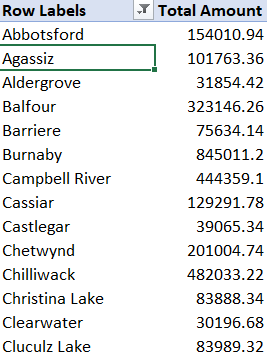 Row Labels Total Amount
Abbotsford 154010.94
Agassiz 101763.36
Aldergrove 31854.42
Balfour 323146.26
Barriere 75634.14
Burnaby 845011.2
Campbell River 444359.1
Cassiar 129291.78
Castlegar 39065.34
Chetwynd 201004.74
Chilliwack 482033.22
Christina Lake 83888.34
Clearwater 30196.68
Cluculz Lake 83989.32